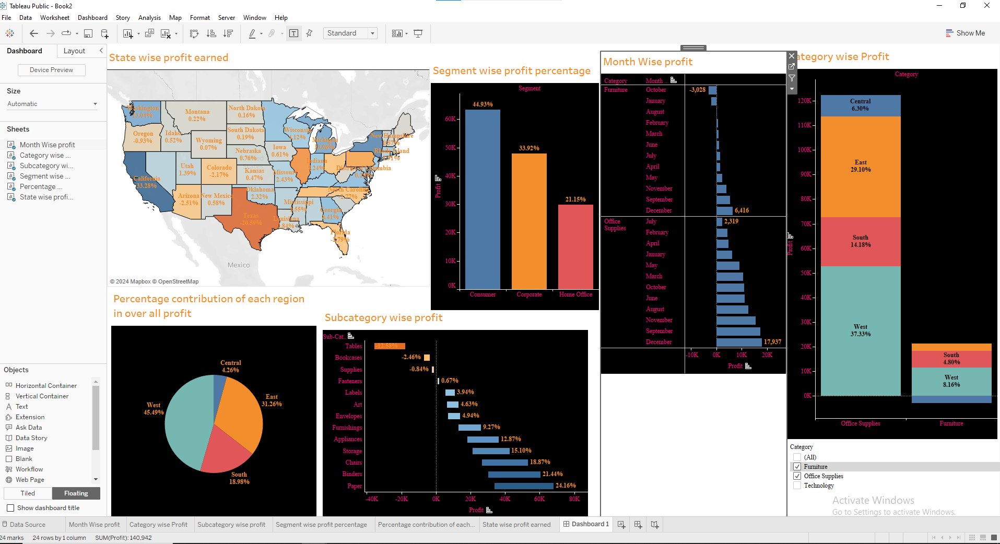 Tableau Public - Book2
File Data Worksheet Dashboard Story Analysis Map Format Server Window Help
Standard
Show Me
Dashboard
Layout
Device Preview
Size
Automatic
Sheets
Month Wise profit
Category wise ...
Subcategory wi...
Segment wise ...
Percentage ...
State wise profi...
Objects
Horizontal Container
Vertical Container
Text
Extension
Ask Data
Data Story
Image
Blank
Workflow
Web Page
Tiled
Floating
Show dashboard title
State wise profit earned
Washington
13.04%
Montana
0.22%
North Dakota
0.16%
Oregon
-0.93%
Idaho
0.52%
South Dakota
0.19%
Wisconsin
Wyoming
0.07%
Nebraska
0.76%
Iowa
0.61%
Michigan
New Hampshire
0.57%
Rhode Island
Utah
1.39%
Colorado
-2.17%
Kansas
0.47%
Missouri
2.43%
Indiana
District of Columbia
California
33.28%
Arizona
-2.51%
New Mexico
0.58%
Oklahoma
2.32%
North Carolina
Mississippi
Texas
-20.59%
Louisiana
Georgia
Florida
Mexico
© 2024 Mapbox © OpenStreetMap
Segment wise profit percentage
Segment
44.93%
33.92%
21.15%
60K
50K
40K
30K
20K
10K
0K
Profit
Consumer
Corporate
Home Office
Month Wise profit
Category
Month ..
Furniture
October
-3,028
January
August
February
March
June
July
April
May
November
September
December
6,416
Office
Supplies
July
2,319
February
April
January
May
March
October
June
August
November
September
December
17,937
-10K
0K
10K
20K
Profit
ategory wise Profit
Category
120K
110K
100K
90K
80K
70K
60K
50K
40K
30K
20K
10K
0K
Profit
Central
6.30%
East
29.10%
South
14.18%
West
37.33%
South
4.80%
West
8.16%
Office Supplies
Furniture
Category
(All)
Furniture
Office Supplies
Technology
Activate Windows
Go to Settings to activate Windows.
Percentage contribution of each region
in over all profit
Central
4.26%
East
31.26%
West
45.49%
South
18.98%
Subcategory wise profit
Sub-Cat..
Tables
-12.58%
Bookcases
-2.46%
Supplies
-0.84%
Fasteners
0.67%
Labels
3.94%
Art
4.63%
Envelopes
4.94%
Furnishings
9.27%
Appliances
12.87%
Storage
15.10%
Chairs
18.87%
Binders
21.44%
Paper
24.16%
-40K
-20K
0K
20K
40K
60K
80K
Profit
Data Source
Month Wise profit
Category wise Profit
Subcategory wise profit
Segment wise profit percentage
Percentage contribution of each...
State wise profit earned
Dashboard 1
24 marks
24 rows by 1 column
SUM(Profit): 140,942